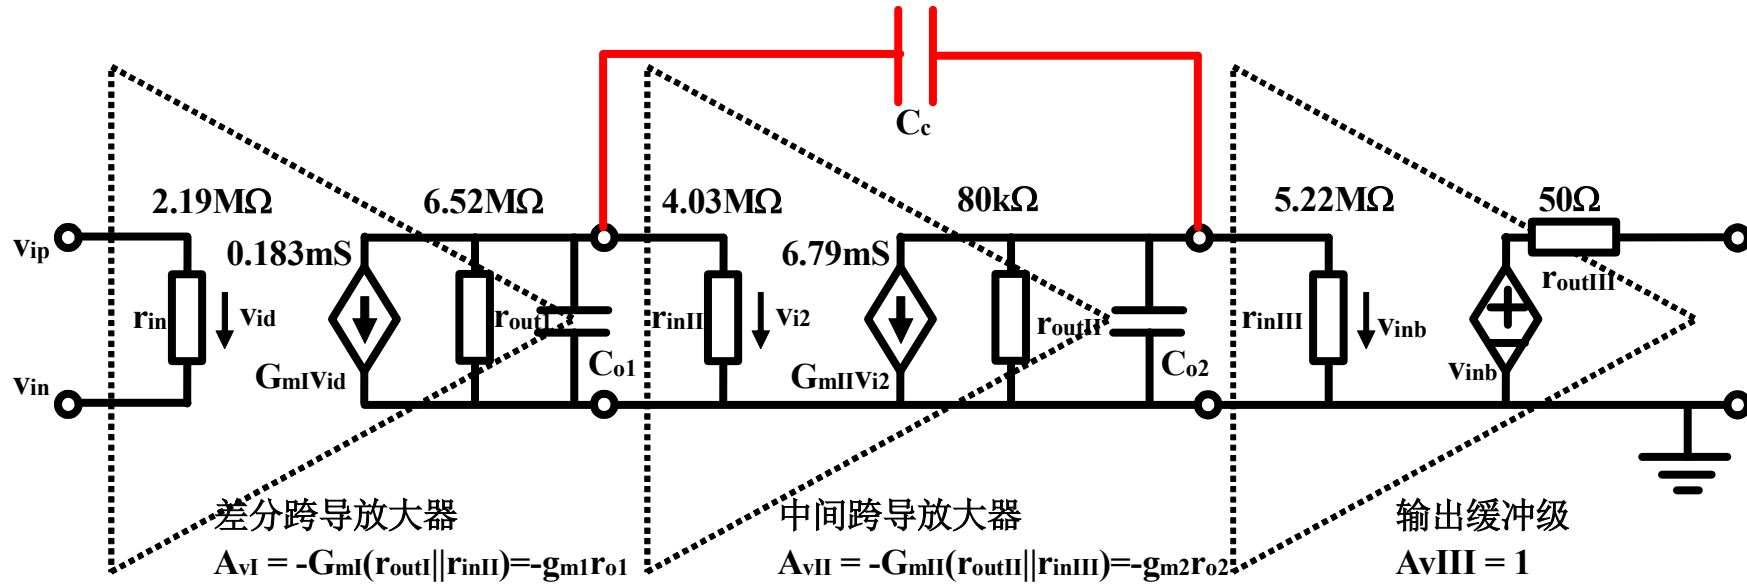 Cc
2.19MΩ
6.52MΩ
4.03MΩ
80kΩ
5.22MΩ
50Ω
vip
0.183mS
6.79mS
routIII
rin
vid
routI
rinII
vi2
routII
rinIII
vinb
vin
GmIvid
Co1
GmIIvi2
Co2
vinb
差分跨导放大器
中间跨导放大器
输出缓冲级
AvI = -GmI(routI||rinII)=-gm1ro1
AvII = -GmII(routII||rinIII)=-gm2ro2
AvIII = 1